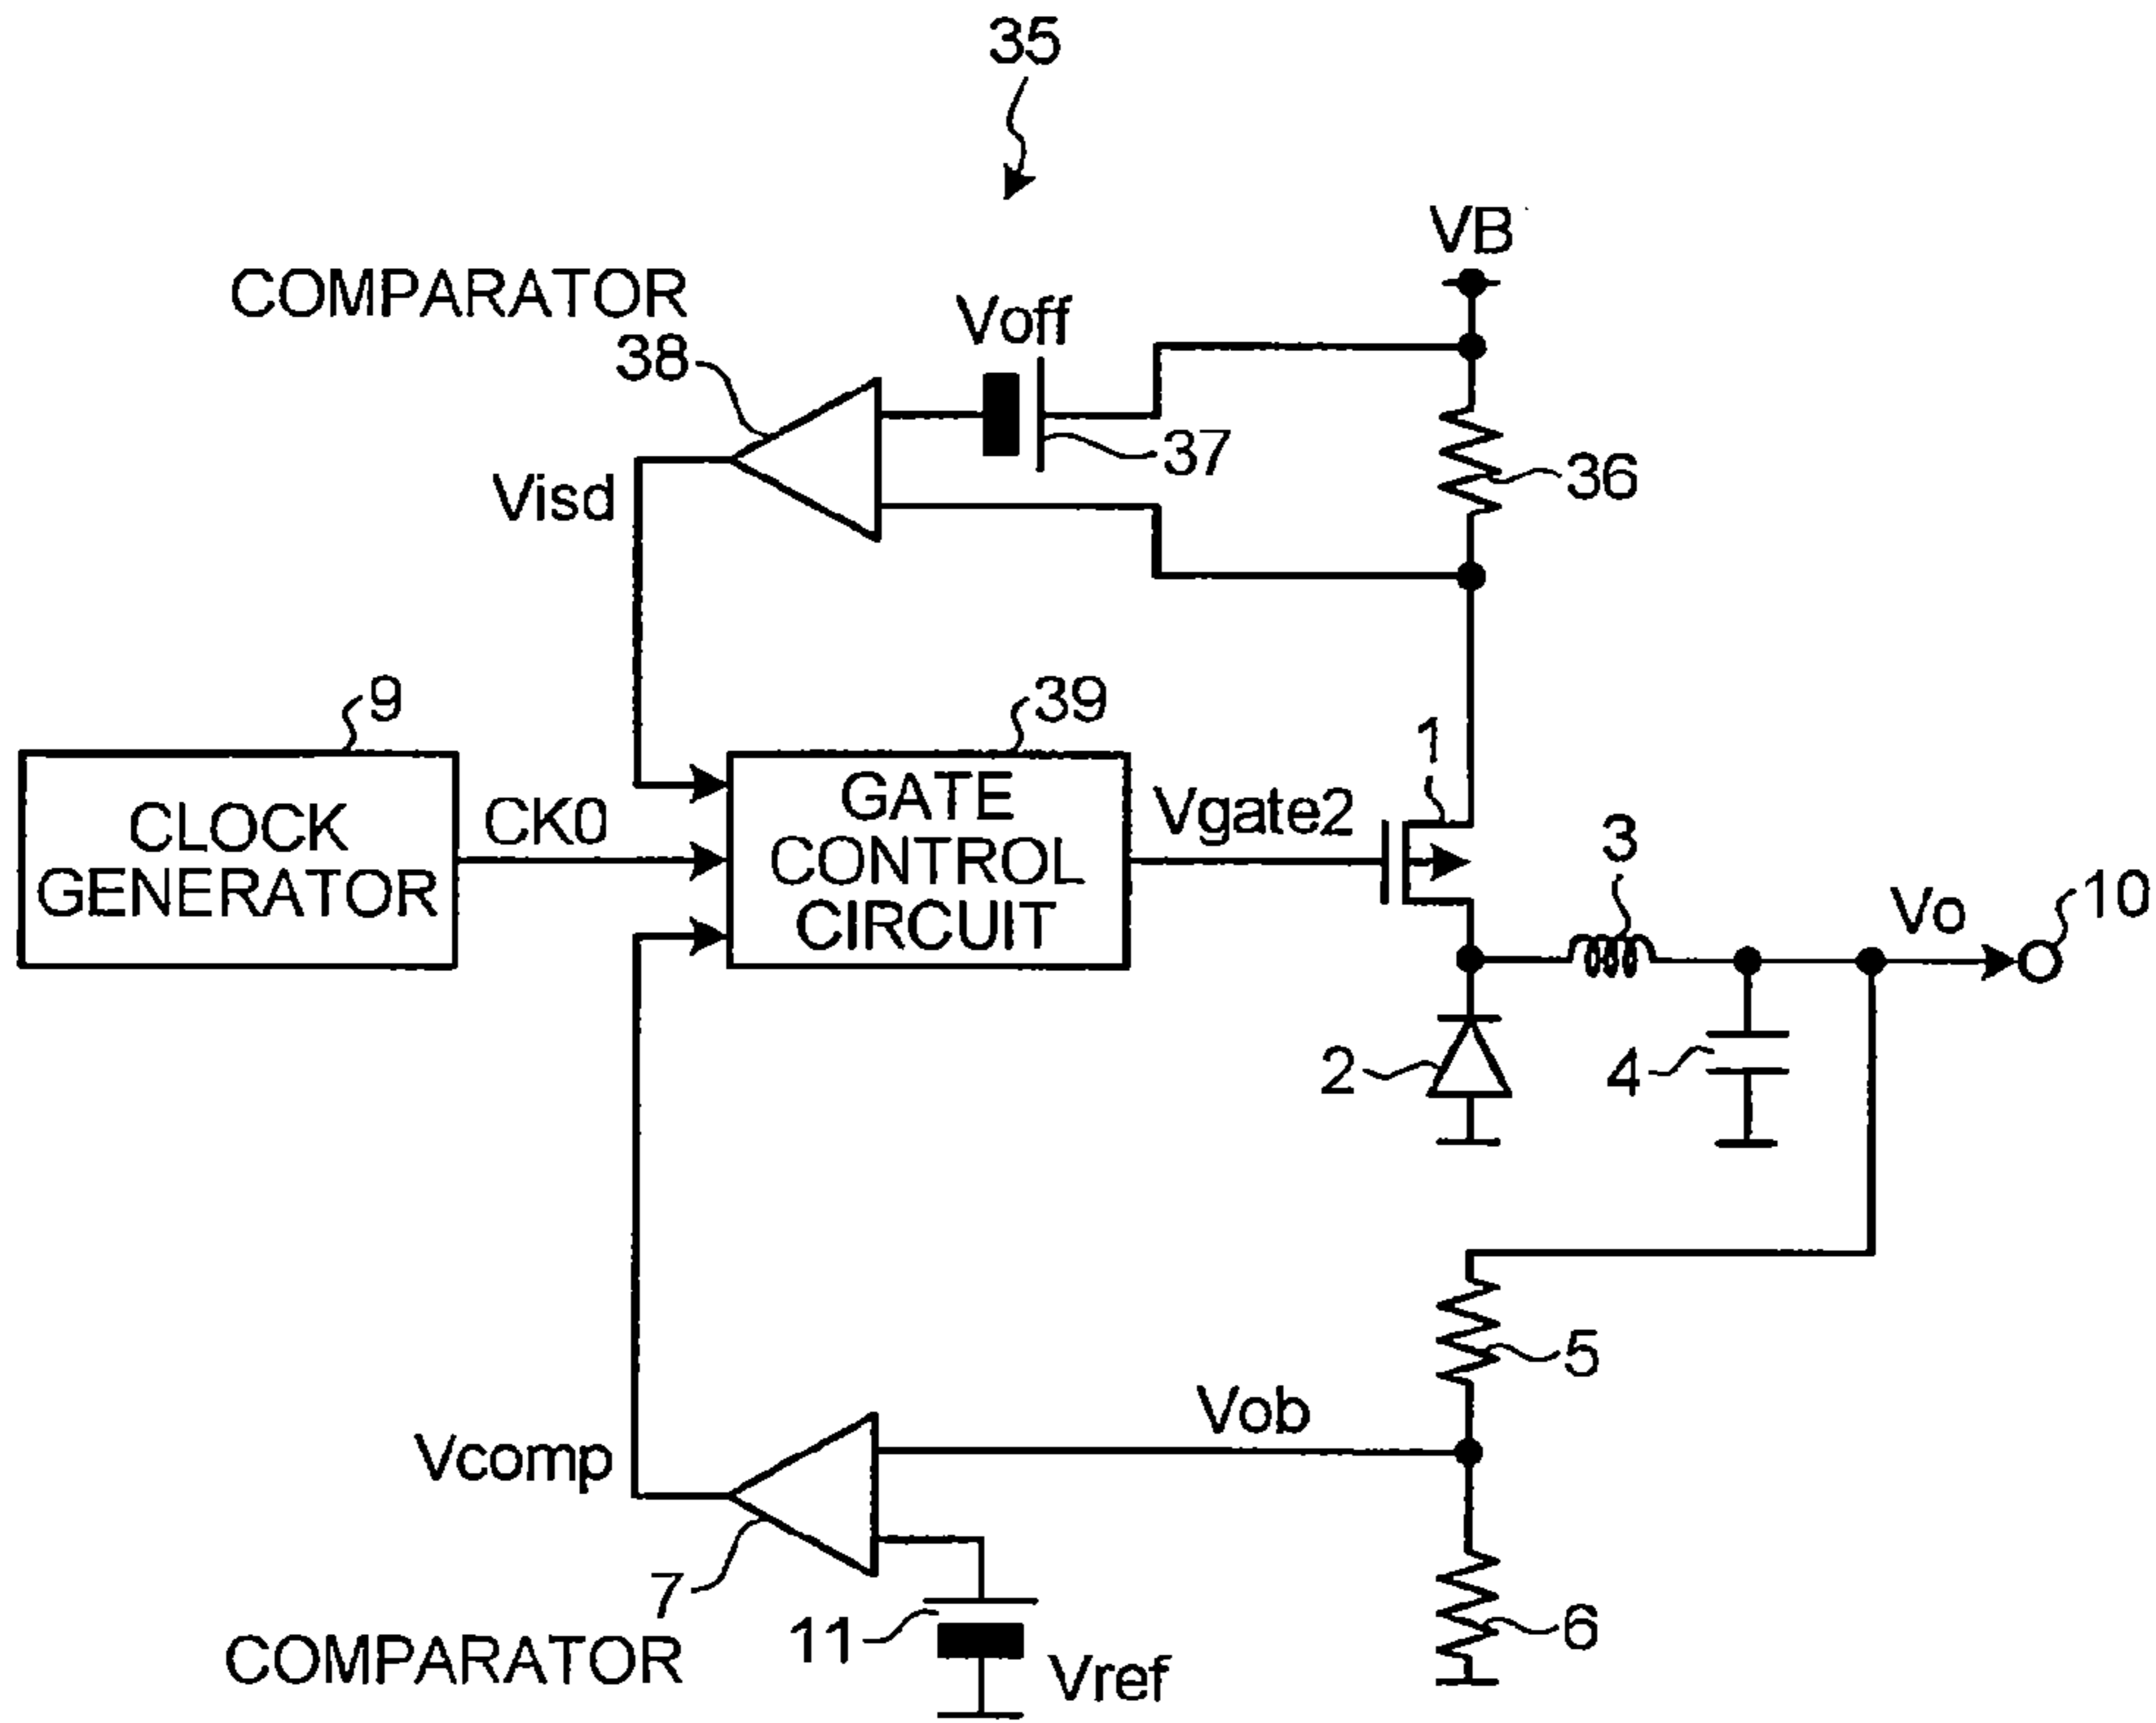 35
VB
COMPARATOR
38
Voff
37
36
Visd
9
39
CLOCK
GENERATOR
CK0
GATE
CONTROL
CIRCUIT
Vgate2
1
3
Vo
10
2
4
5
Vob
Vcomp
7
COMPARATOR
11
Vref
6